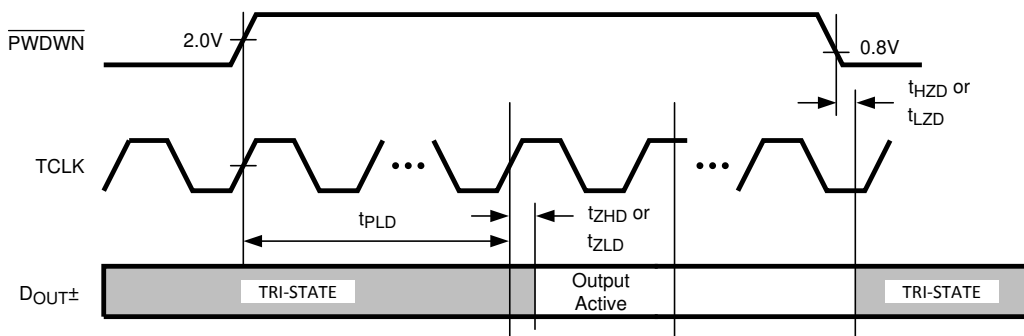 PWDWN
2.0V
0.8V
tHZD or
tLZD
TCLK
tPLD
tZHD or
tZLD
DOUT±
TRI-STATE
Output
Active
TRI-STATE